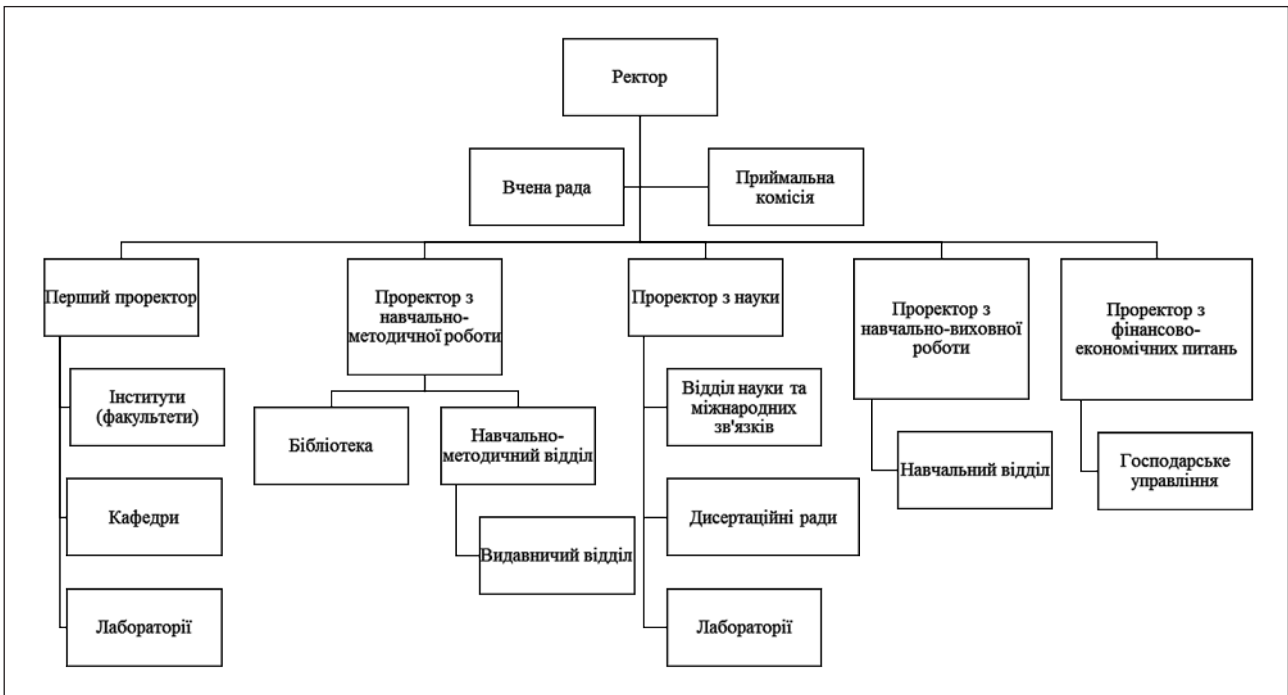 Ректор
Вчена рада
Приймальна
комісія
Перший проректор
Проректор з
навчально-
методичної роботи
Проректор з науки
Проректор з
навчально-виховної
роботи
Проректор з
фінансово-
економічних питань
Інститути
(факультети)
Бібліотека
Навчально-
методичний відділ
Відділ науки та
міжнародних
зв'язків
Навчальний відділ
Господарське
управління
Кафедри
Видавничий відділ
Дисертаційні ради
Лабораторії
Лабораторії